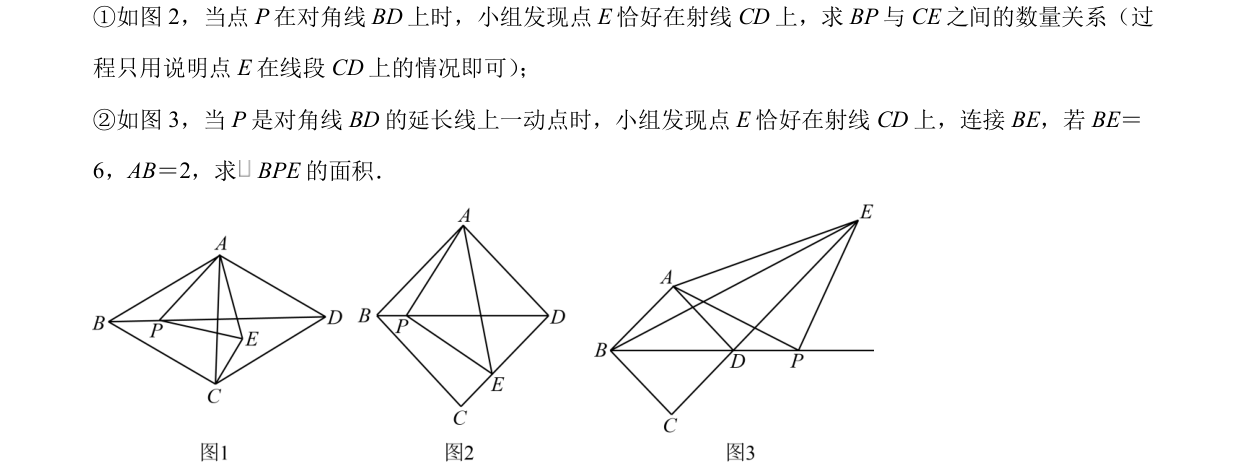 ①如图 2，当点 P 在对角线 BD 上时，小组发现点 E 恰好在射线 CD 上，求 BP 与 CE 之间的数量关系（过
程只用说明点 E 在线段 CD 上的情况即可）；
②如图 3，当 P 是对角线 BD 的延长线上一动点时，小组发现点 E 恰好在射线 CD 上，连接 BE，若 BE＝
6，AB＝2，求 BPE 的面积．
A
B
P
D
E
C
图1
A
B
P
D
E
C
图2
E
A
B
D
P
C
图3